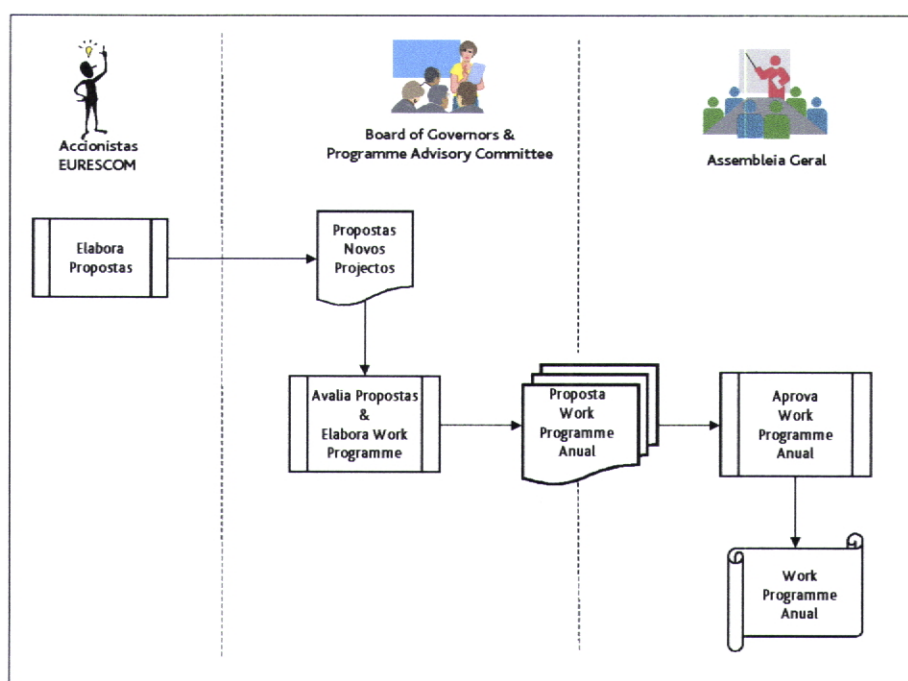 Accionistas
EURESCOM
Board of Governors &
Programme Advisory Committee
Assembleia Geral
Elabora
Propostas
Propostas
Novos
Projectos
Avalia Propostas
&
Elabora Work
Programme
Proposta
Work
Programme
Anual
Aprova
Work
Programme
Anual
Work
Programme
Anual